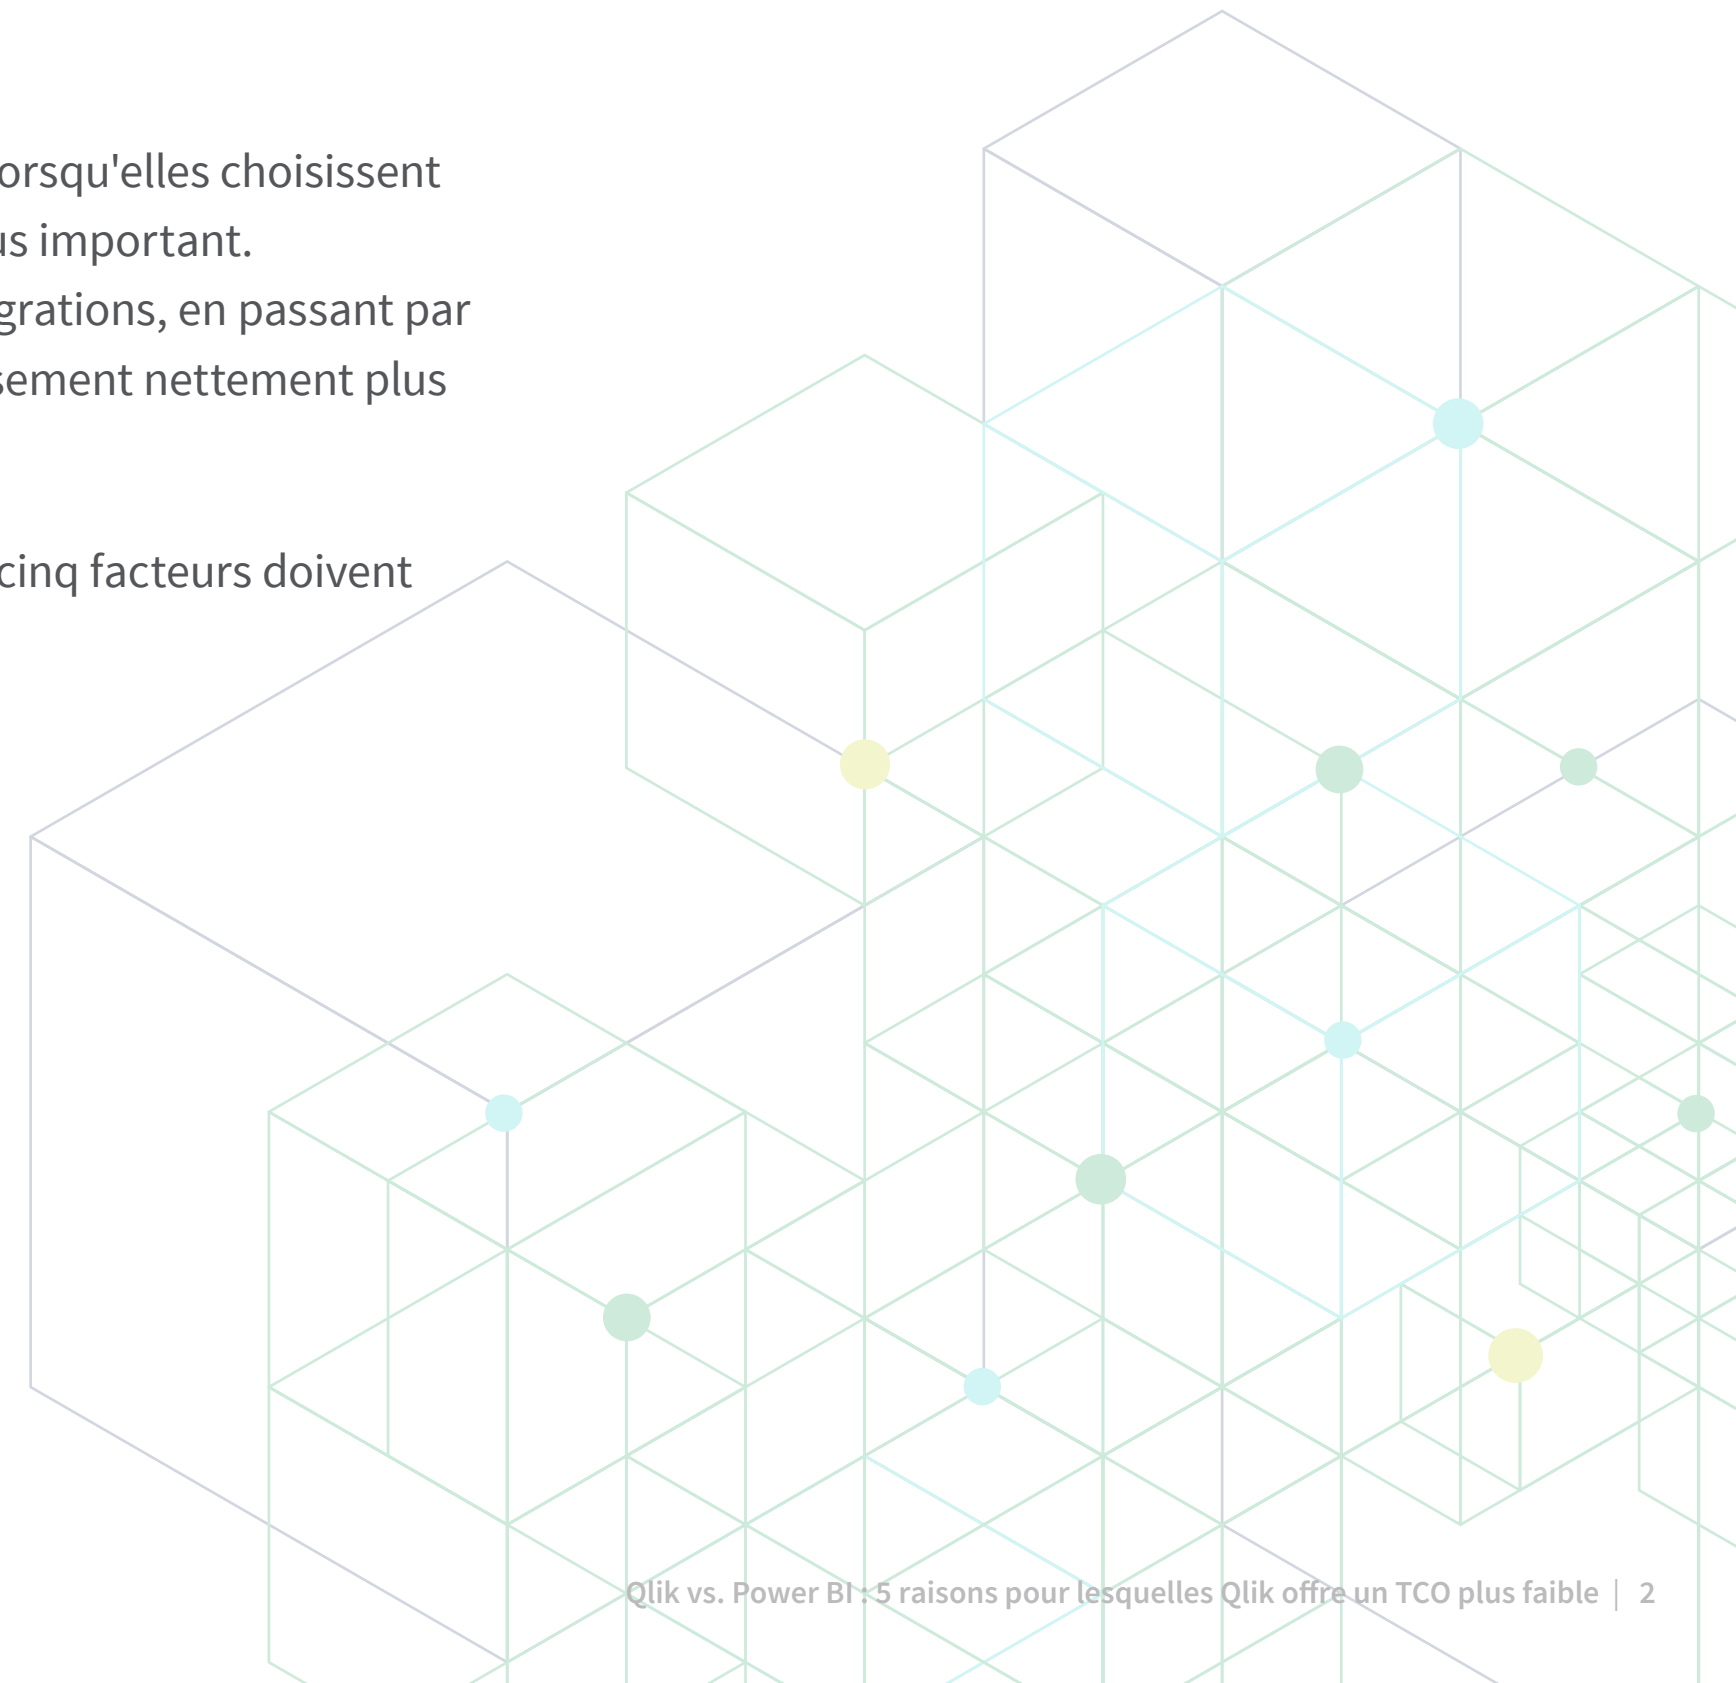 orsqu'elles choisissent
us important.
grations, en passant par
sement nettement plus
cinq facteurs doivent
Qlik vs. Power BI : 5 raisons pour lesquelles Qlik offre un TCO plus faible | 2